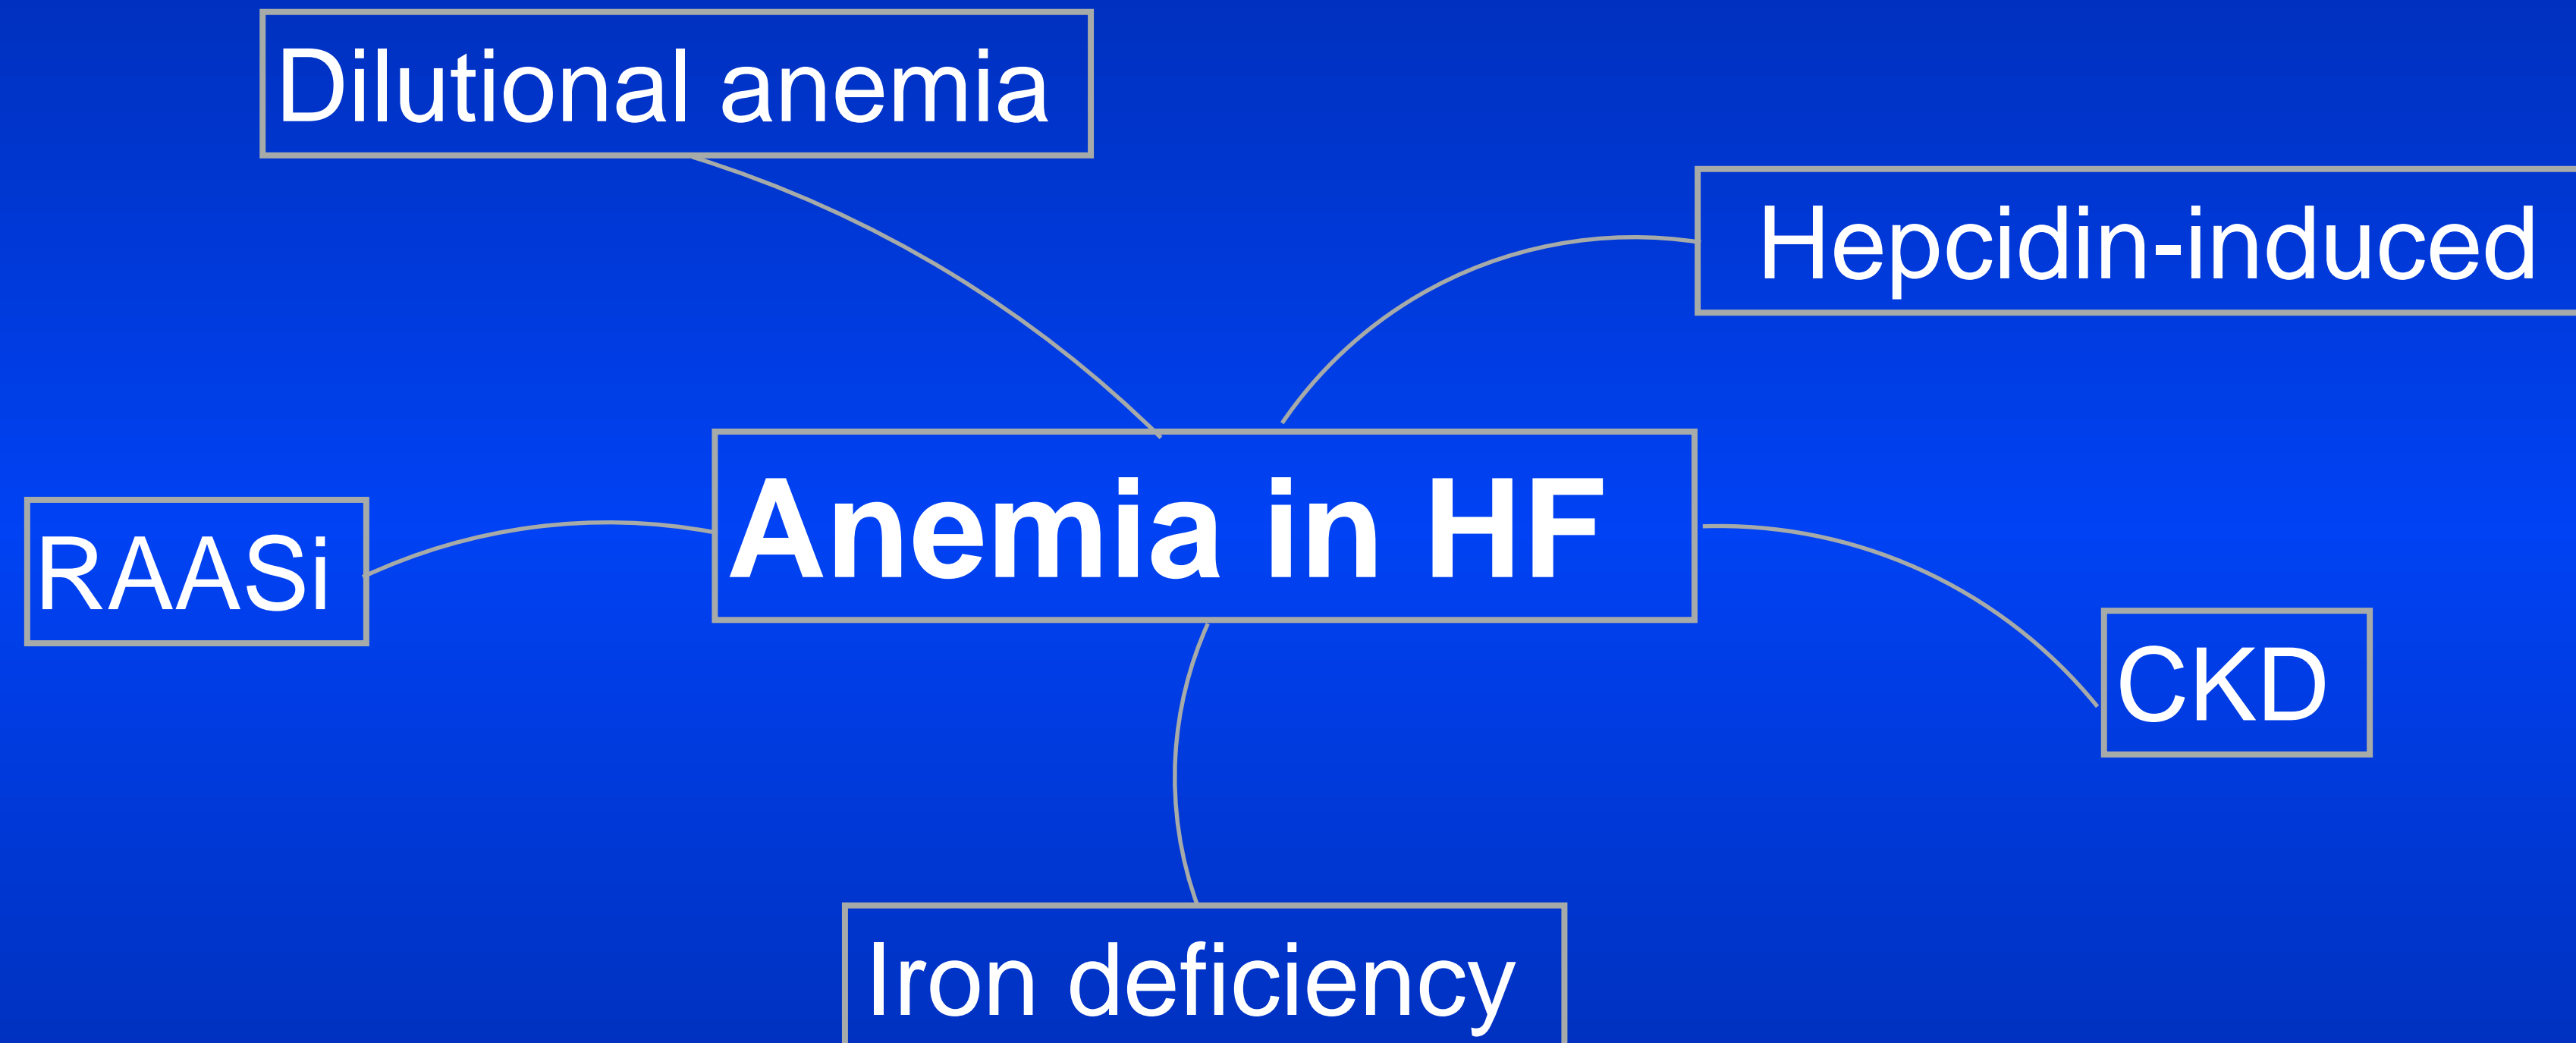 Dilutional anemia
Hepcidin-induced
Anemia in HF
RAASi
CKD
Iron deficiency